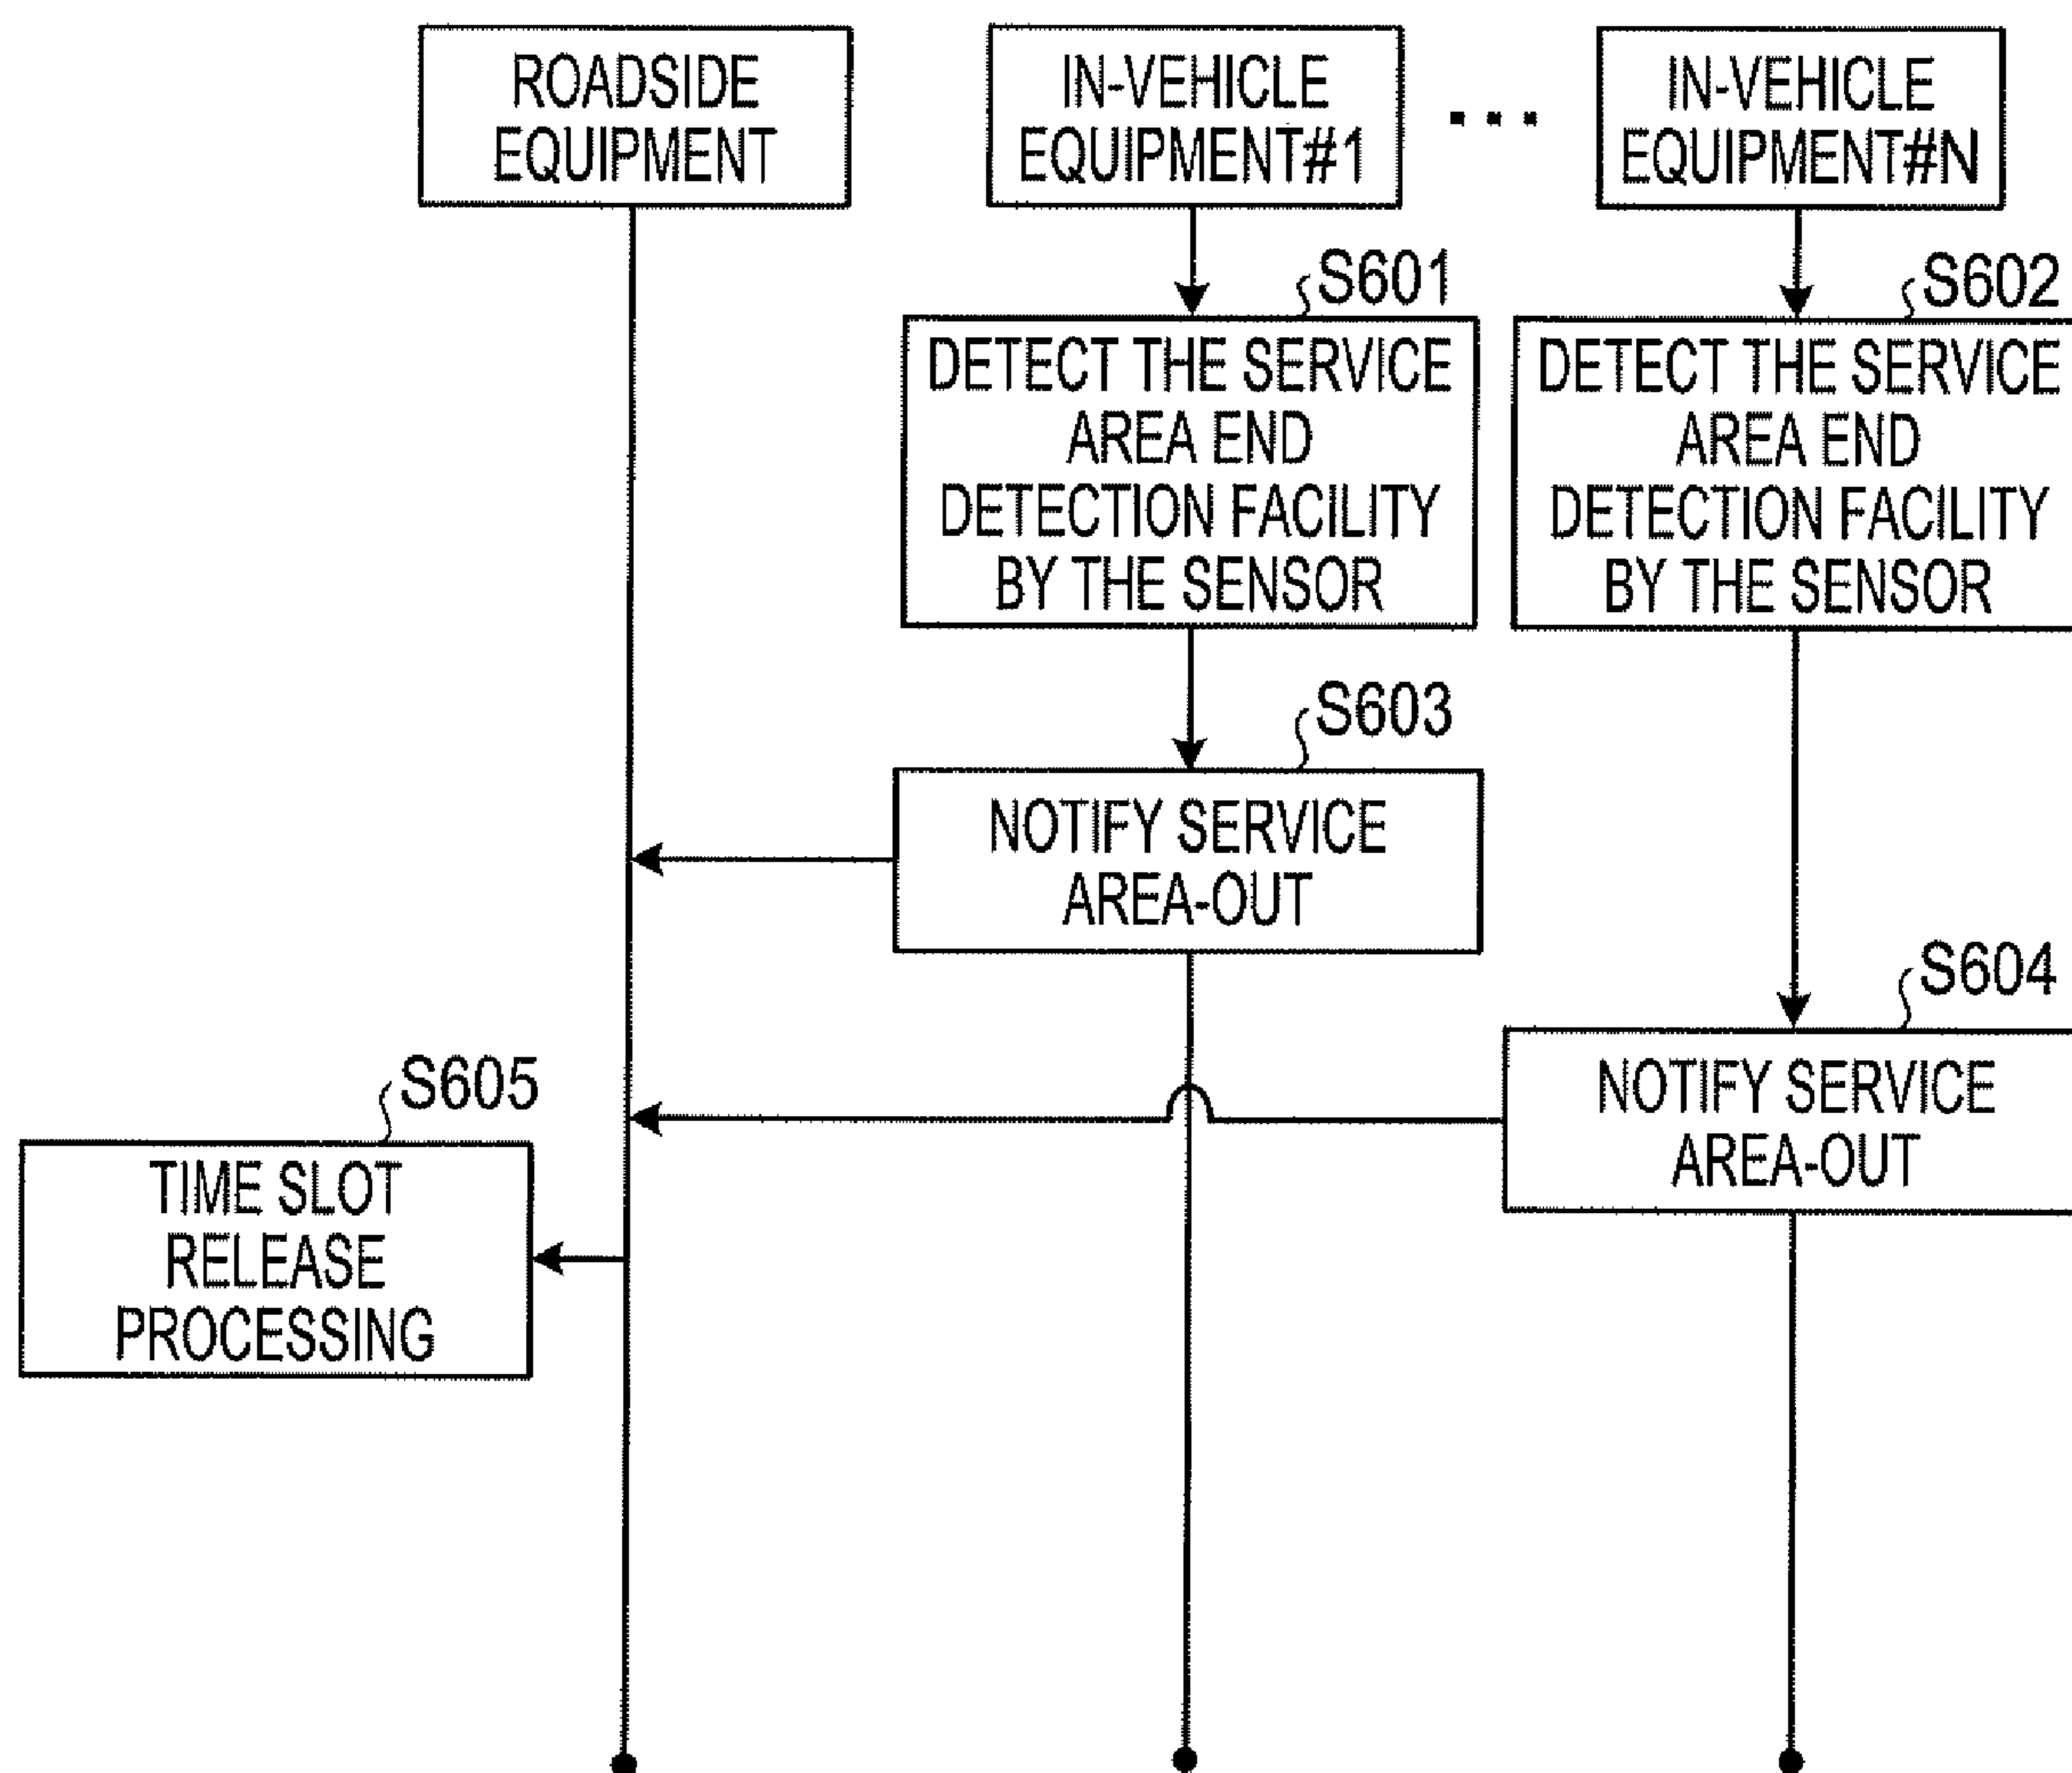 ROADSIDE
EQUIPMENT
IN-VEHICLE
EQUIPMENT#1
...
IN-VEHICLE
EQUIPMENT#N
S601
DETECT THE SERVICE
AREA END
DETECTION FACILITY
BY THE SENSOR
S602
DETECT THE SERVICE
AREA END
DETECTION FACILITY
BY THE SENSOR
S603
NOTIFY SERVICE
AREA-OUT
S604
NOTIFY SERVICE
AREA-OUT
S605
TIME SLOT
RELEASE
PROCESSING